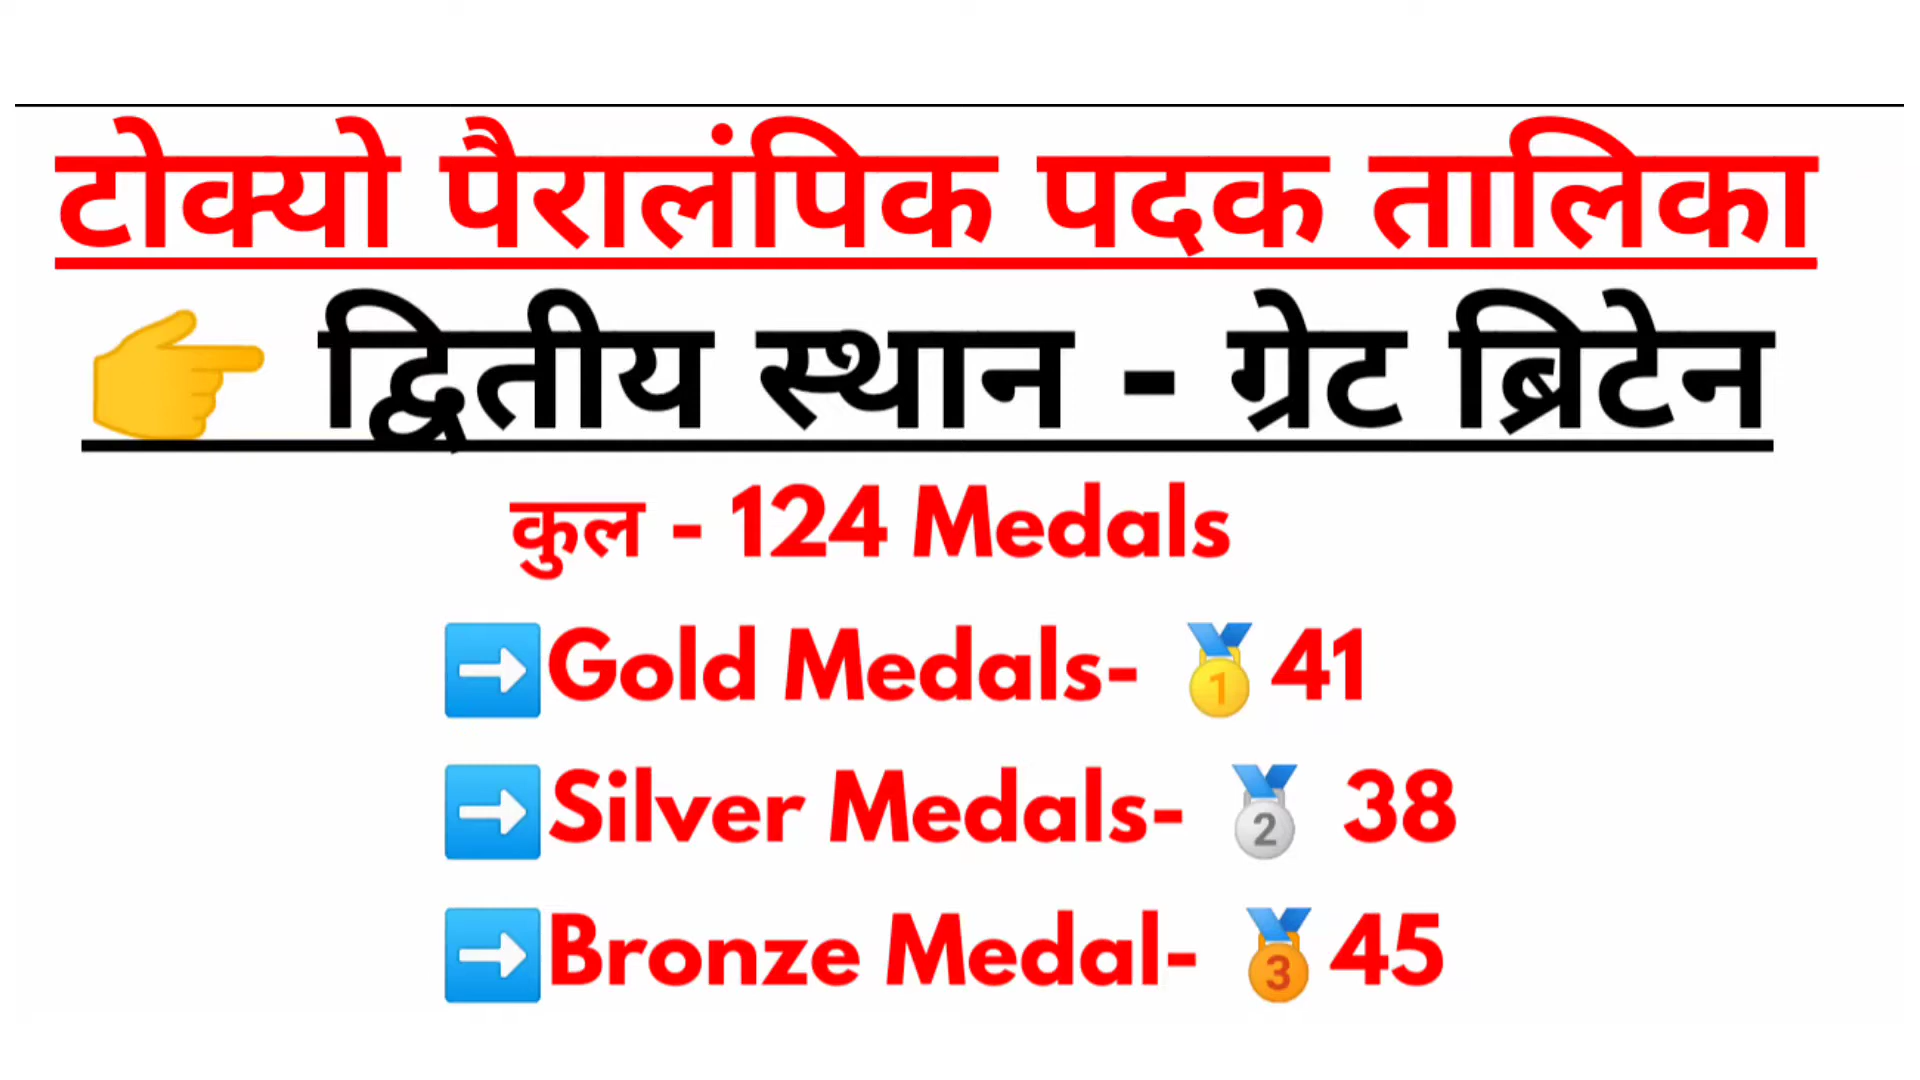 टोक्यो पैरालंपिक पदक तालिका
👉 द्वितीय स्थान - ग्रेट ब्रिटेन
कुल - 124 Medals
➡️Gold Medals- 🥇41
➡️Silver Medals- 🥈 38
➡️Bronze Medal- 🥉45